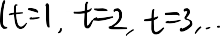 (t=1, t=2, t=3,...